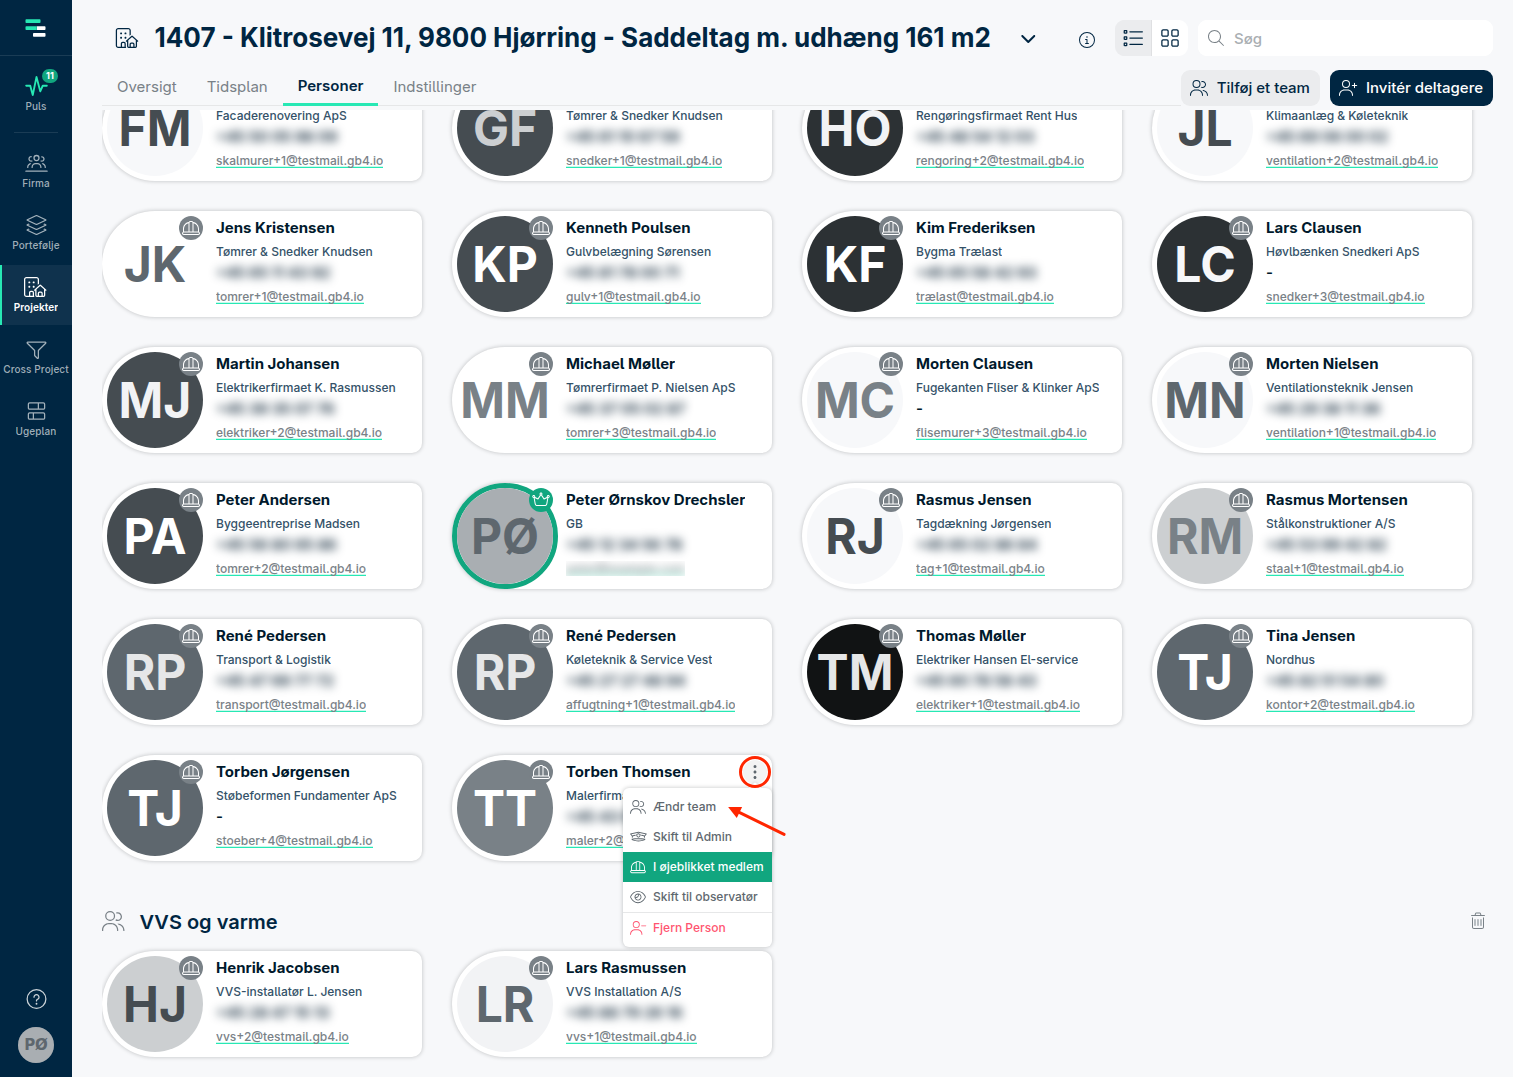 1407 - Klitrosevej 11, 9800 Hjørring - Saddeltag m. udhæng 161 m2
Søg
11
Puls
Firma
Portefølje
Projekter
Cross Project
Ugeplan
PØ
Oversigt
Tidsplan
Personer
Indstillinger
Tilføj et team
Invitér deltagere
FM
Facaderenovering ApS
skalmurer+1@testmail.gb4.io
GF
Tømrer & Snedker Knudsen
snedker+1@testmail.gb4.io
HO
Rengøringsfirmaet Rent Hus
rengoring+2@testmail.gb4.io
JL
Klimaanlæg & Køleteknik
ventilation+2@testmail.gb4.io
JK
Jens Kristensen
Tømrer & Snedker Knudsen
tomrer+1@testmail.gb4.io
KP
Kenneth Poulsen
Gulvbelægning Sørensen
gulv+1@testmail.gb4.io
KF
Kim Frederiksen
Bygma Trælast
trælast@testmail.gb4.io
LC
Lars Clausen
Høvlbænken Snedkeri ApS
-
snedker+3@testmail.gb4.io
MJ
Martin Johansen
Elektrikerfirmaet K. Rasmussen
elektriker+2@testmail.gb4.io
MM
Michael Møller
Tømrerfirmaet P. Nielsen ApS
tomrer+3@testmail.gb4.io
MC
Morten Clausen
Fugekanten Fliser & Klinker ApS
-
flisemurer+3@testmail.gb4.io
MN
Morten Nielsen
Ventilationsteknik Jensen
ventilation+1@testmail.gb4.io
PA
Peter Andersen
Byggeentreprise Madsen
tomrer+2@testmail.gb4.io
PØ
Peter Ørnskov Drechsler
GB
RJ
Rasmus Jensen
Tagdækning Jørgensen
tag+1@testmail.gb4.io
RM
Rasmus Mortensen
Stålkonstruktioner A/S
staal+1@testmail.gb4.io
RP
René Pedersen
Transport & Logistik
transport@testmail.gb4.io
RP
René Pedersen
Køleteknik & Service Vest
affugtning+1@testmail.gb4.io
TM
Thomas Møller
Elektriker Hansen El-service
elektriker+1@testmail.gb4.io
TJ
Tina Jensen
Nordhus
kontor+2@testmail.gb4.io
TJ
Torben Jørgensen
Støbeformen Fundamenter ApS
-
stoeber+4@testmail.gb4.io
TT
Torben Thomsen
Malerfirm
maler+2@
Ændr team
Skift til Admin
I øjeblikket medlem
Skift til observatør
Fjern Person
VVS og varme
HJ
Henrik Jacobsen
VVS-installatør L. Jensen
vvs+2@testmail.gb4.io
LR
Lars Rasmussen
VVS Installation A/S
vvs+1@testmail.gb4.io